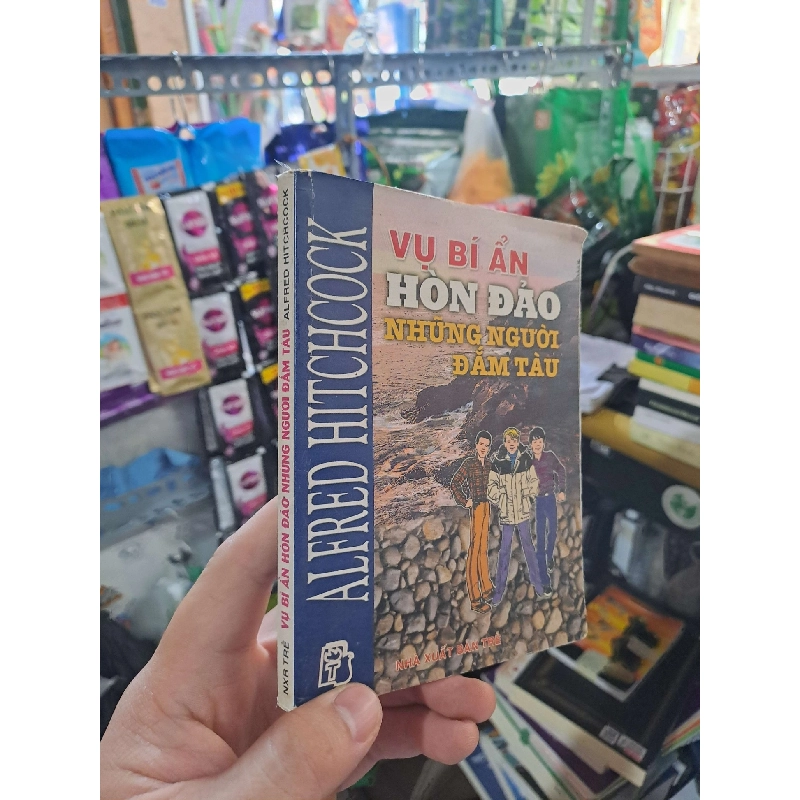 VỤ BÍ ẨN
HÒN ĐẢO
NHỮNG NGƯỜI
ĐẮM TÀU
ALFRED HITCHCOCK
NHÀ XUẤT BẢN TRẺ
NXB TRẺ VỤ BÍ ẨN HÒN ĐẢO NHỮNG NGƯỜI ĐẮM TÀU ALFRED HITCHCOCK